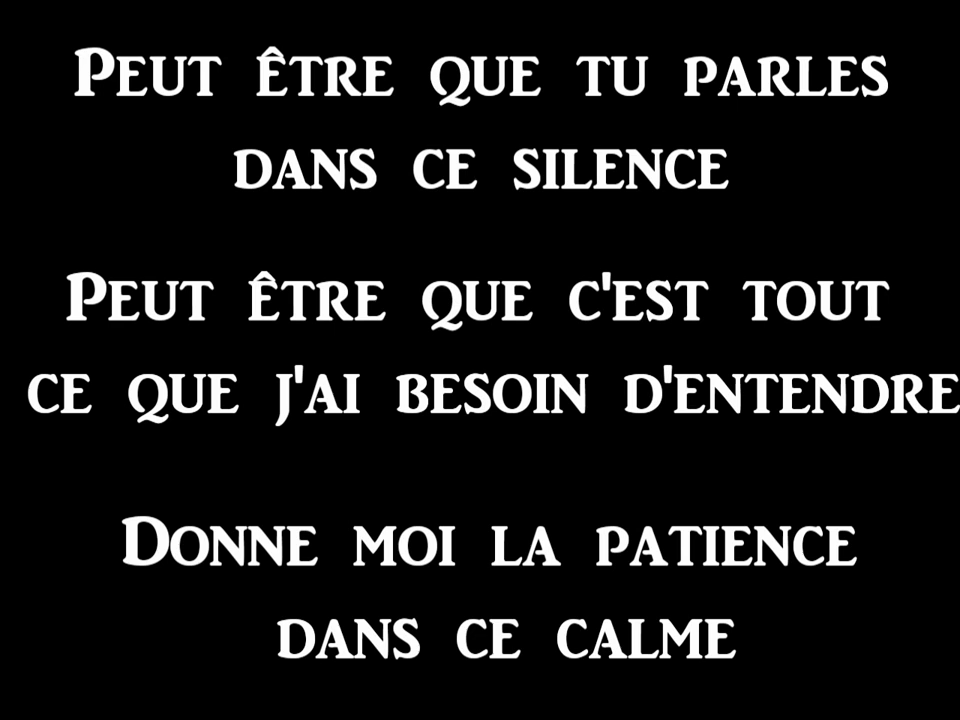 Peut être que tu parles
dans ce silence
Peut être que c'est tout
ce que j'ai besoin d'entendre
Donne moi la patience
dans ce calme